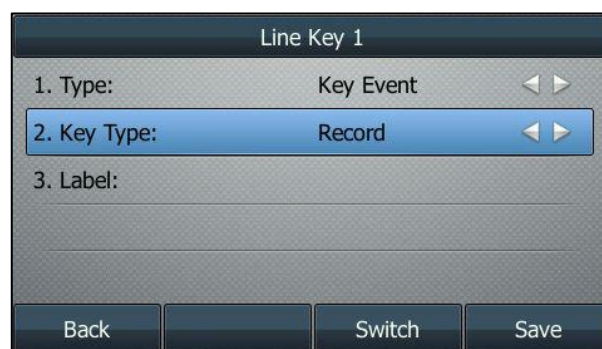 Line Key 1
1. Type: Key Event
2. Key Type: Record
3. Label:
Back Switch Save